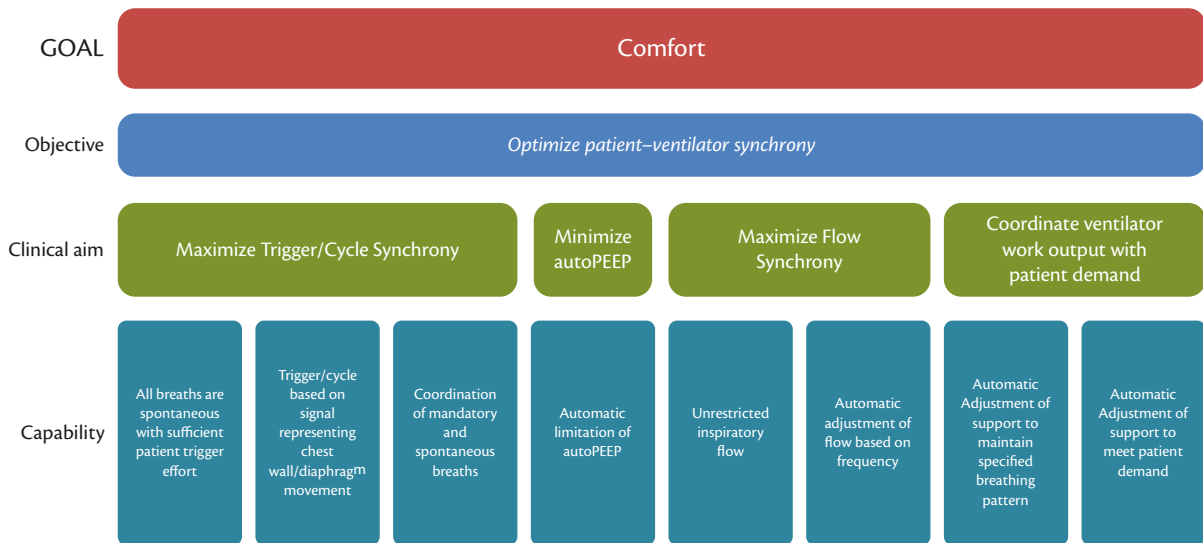 GOAL
Comfort
Objective
Optimize patient–ventilator synchrony
Clinical aim
Maximize Trigger/Cycle Synchrony
Minimize
autoPEEP
Maximize Flow
Synchrony
Coordinate ventilator
work output with
patient demand
Capability
All breaths are
spontaneous
with sufficient
patient trigger
effort
Trigger/cycle
based on
signal
representing
chest
wall/diaphragm
movement
Coordination
of mandatory
and
spontaneous
breaths
Automatic
limitation of
autoPEEP
Unrestricted
inspiratory
flow
Automatic
adjustment of
flow based on
frequency
Automatic
Adjustment of
support to
maintain
specified
breathing
pattern
Automatic
Adjustment of
support to
meet patient
demand